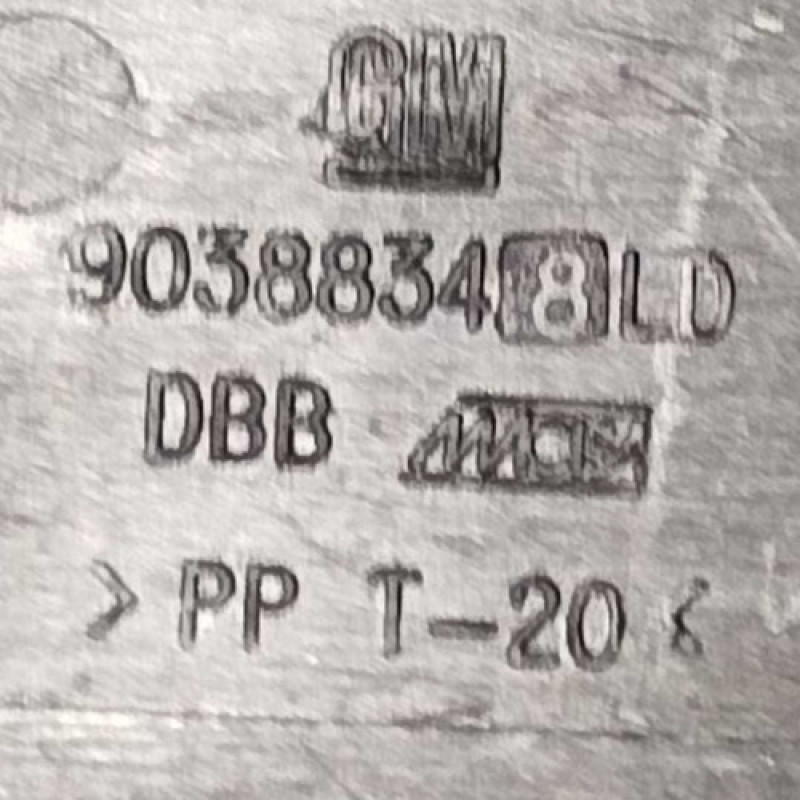 GM
90388348LD
DBB
>PP T-20<